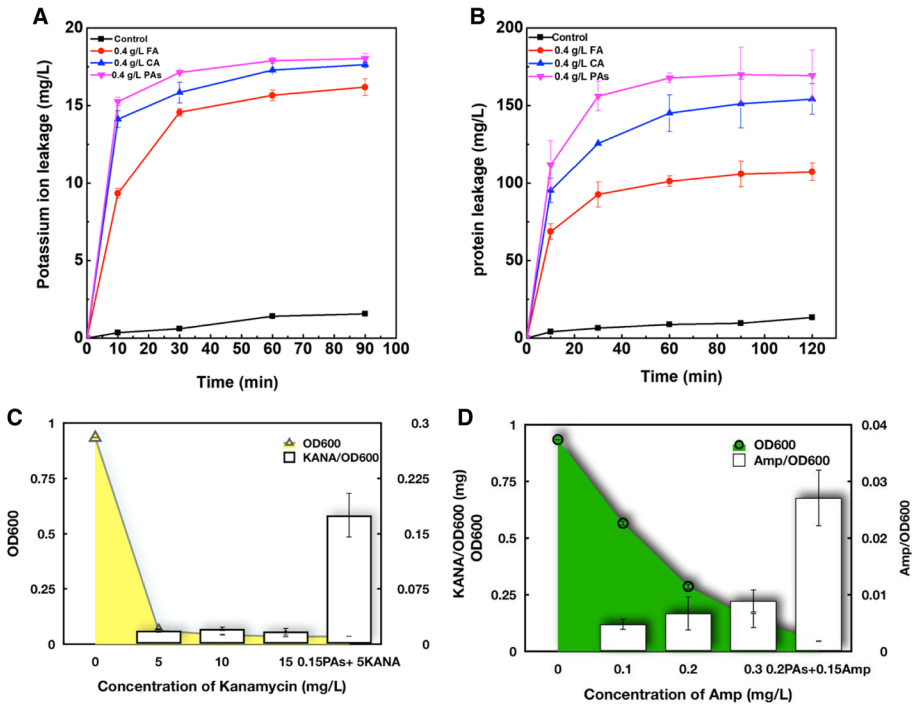 A
Potassium ion leakage (mg/L)
20
15
10
5
0
Control
0.4 g/L FA
0.4 g/L CA
0.4 g/L PAs
0 10 20 30 40 50 60 70 80 90 100
Time (min)
B
protein leakage (mg/L)
200
150
100
50
0
Control
0.4 g/L FA
0.4 g/L CA
0.4 g/L PAs
0 20 40 60 80 100 120
Time (min)
C
OD600
1
0.75
0.5
0.25
0
OD600
KANA/OD600
0.3
0.225
0.15
0.075
0
KANA/OD600 (mg)
0 5 10 15 0.15PAs+ 5KANA
Concentration of Kanamycin (mg/L)
D
OD600
1
0.75
0.5
0.25
0
OD600
Amp/OD600
0.04
0.03
0.02
0.01
0
Amp/OD600
0 0.1 0.2 0.3 0.2PAs+0.15Amp
Concentration of Amp (mg/L)